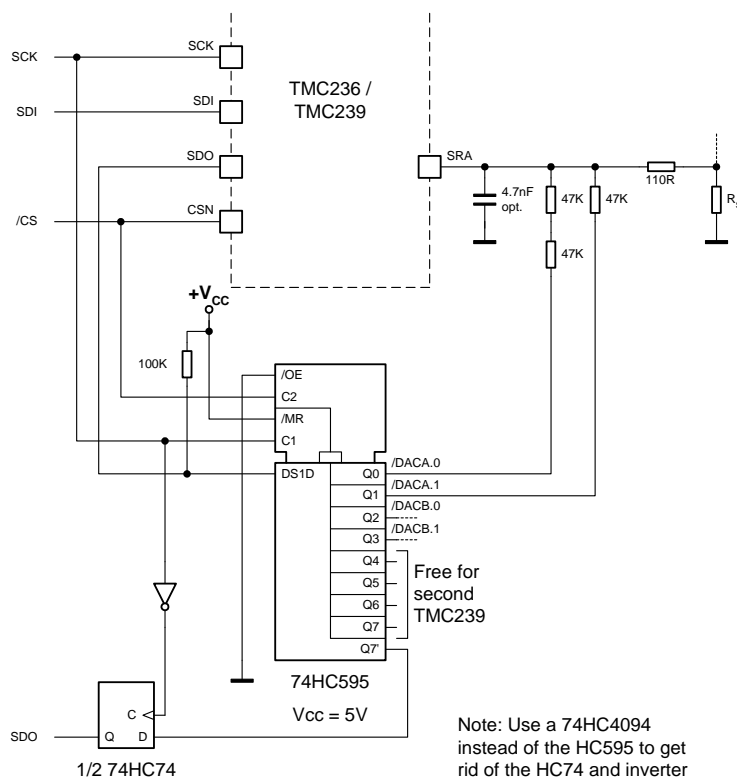 SCK
SCK
TMC236 /
TMC239
SDI
SDI
SDO
SRA
4.7nF
opt.
47K
47K
110R
R
/CS
CSN
47K
+VCC
100K
/OE
C2
/MR
C1
/DACA.0
DS1D
Q0
/DACA.1
Q1
/DACB.0
Q2
/DACB.1
Q3
Q4
Q5
Q6
Q7
Free for
second
TMC239
Q7'
74HC595
Vcc = 5V
SDO
Q
C
D
1/2 74HC74
Note: Use a 74HC4094
instead of the HC595 to get
rid of the HC74 and inverter